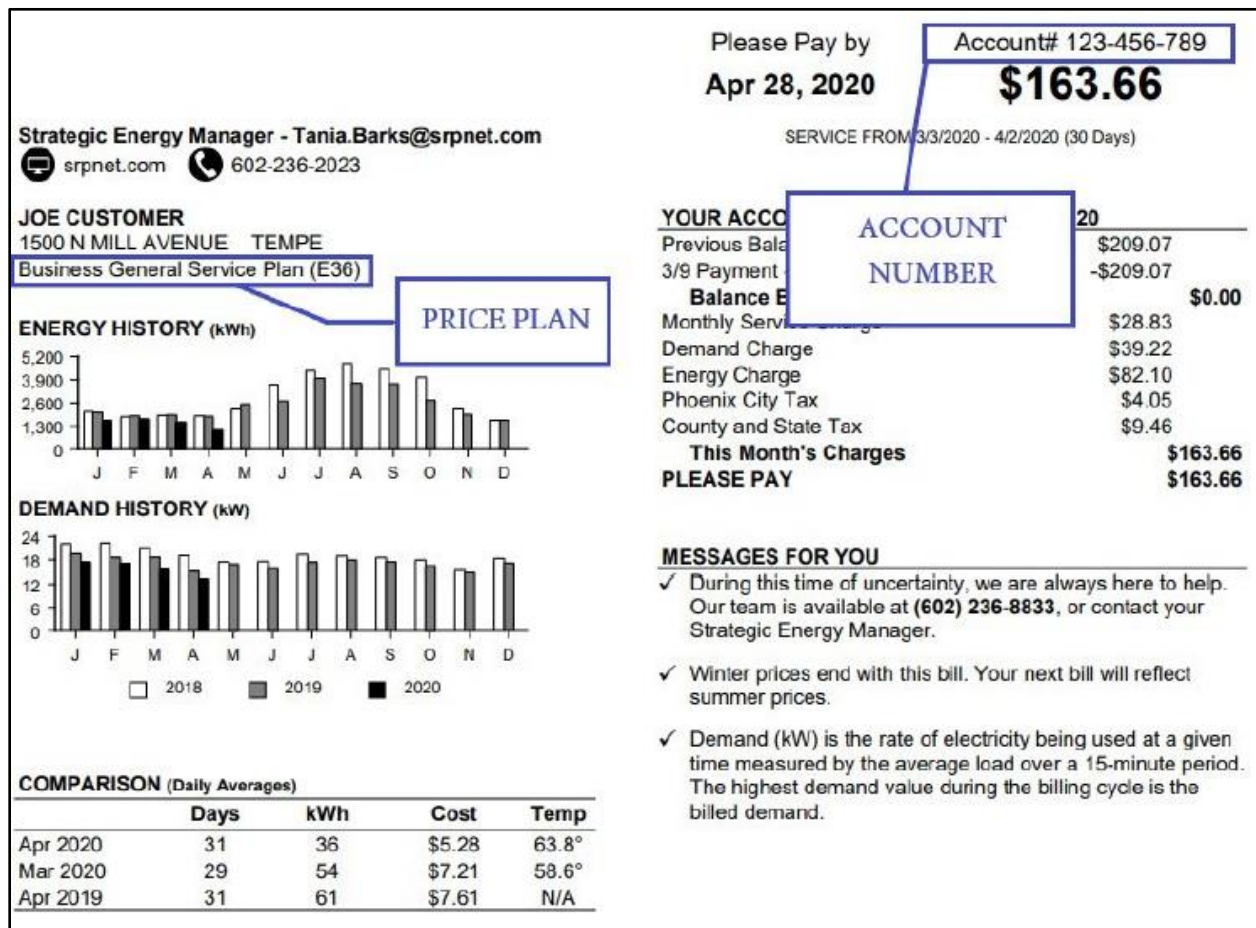 Please Pay by
Apr 28, 2020
Account# 123-456-789
$163.66
SERVICE FROM 3/3/2020 - 4/2/2020 (30 Days)
Strategic Energy Manager - Tania.Barks@srpnet.com
srpnet.com 602-236-2023
JOE CUSTOMER
1500 N MILL AVENUE TEMPE
Business General Service Plan (E36)
PRICE PLAN
ENERGY HISTORY (kWh)
5,200
3,900
2,600
1,300
0
J F M A M J J A S O N D
DEMAND HISTORY (kW)
24
18
12
6
0
J F M A M J J A S O N D
2018 2019 2020
COMPARISON (Daily Averages)
Days kWh Cost Temp
Apr 2020 31 36 $5.28 63.8°
Mar 2020 29 54 $7.21 58.6°
Apr 2019 31 61 $7.61 N/A
ACCOUNT
NUMBER
YOUR 20
Previous $209.07
3/9 Payment -$209.07
Balance $0.00
Monthly $28.83
Demand Charge $39.22
Energy Charge $82.10
Phoenix City Tax $4.05
County and State Tax $9.46
This Month's Charges $163.66
PLEASE PAY $163.66
MESSAGES FOR YOU
✓ During this time of uncertainty, we are always here to help.
Our team is available at (602) 236-8833, or contact your
Strategic Energy Manager.
✓ Winter prices end with this bill. Your next bill will reflect
summer prices.
✓ Demand (kW) is the rate of electricity being used at a given
time measured by the average load over a 15-minute period.
The highest demand value during the billing cycle is the
billed demand.